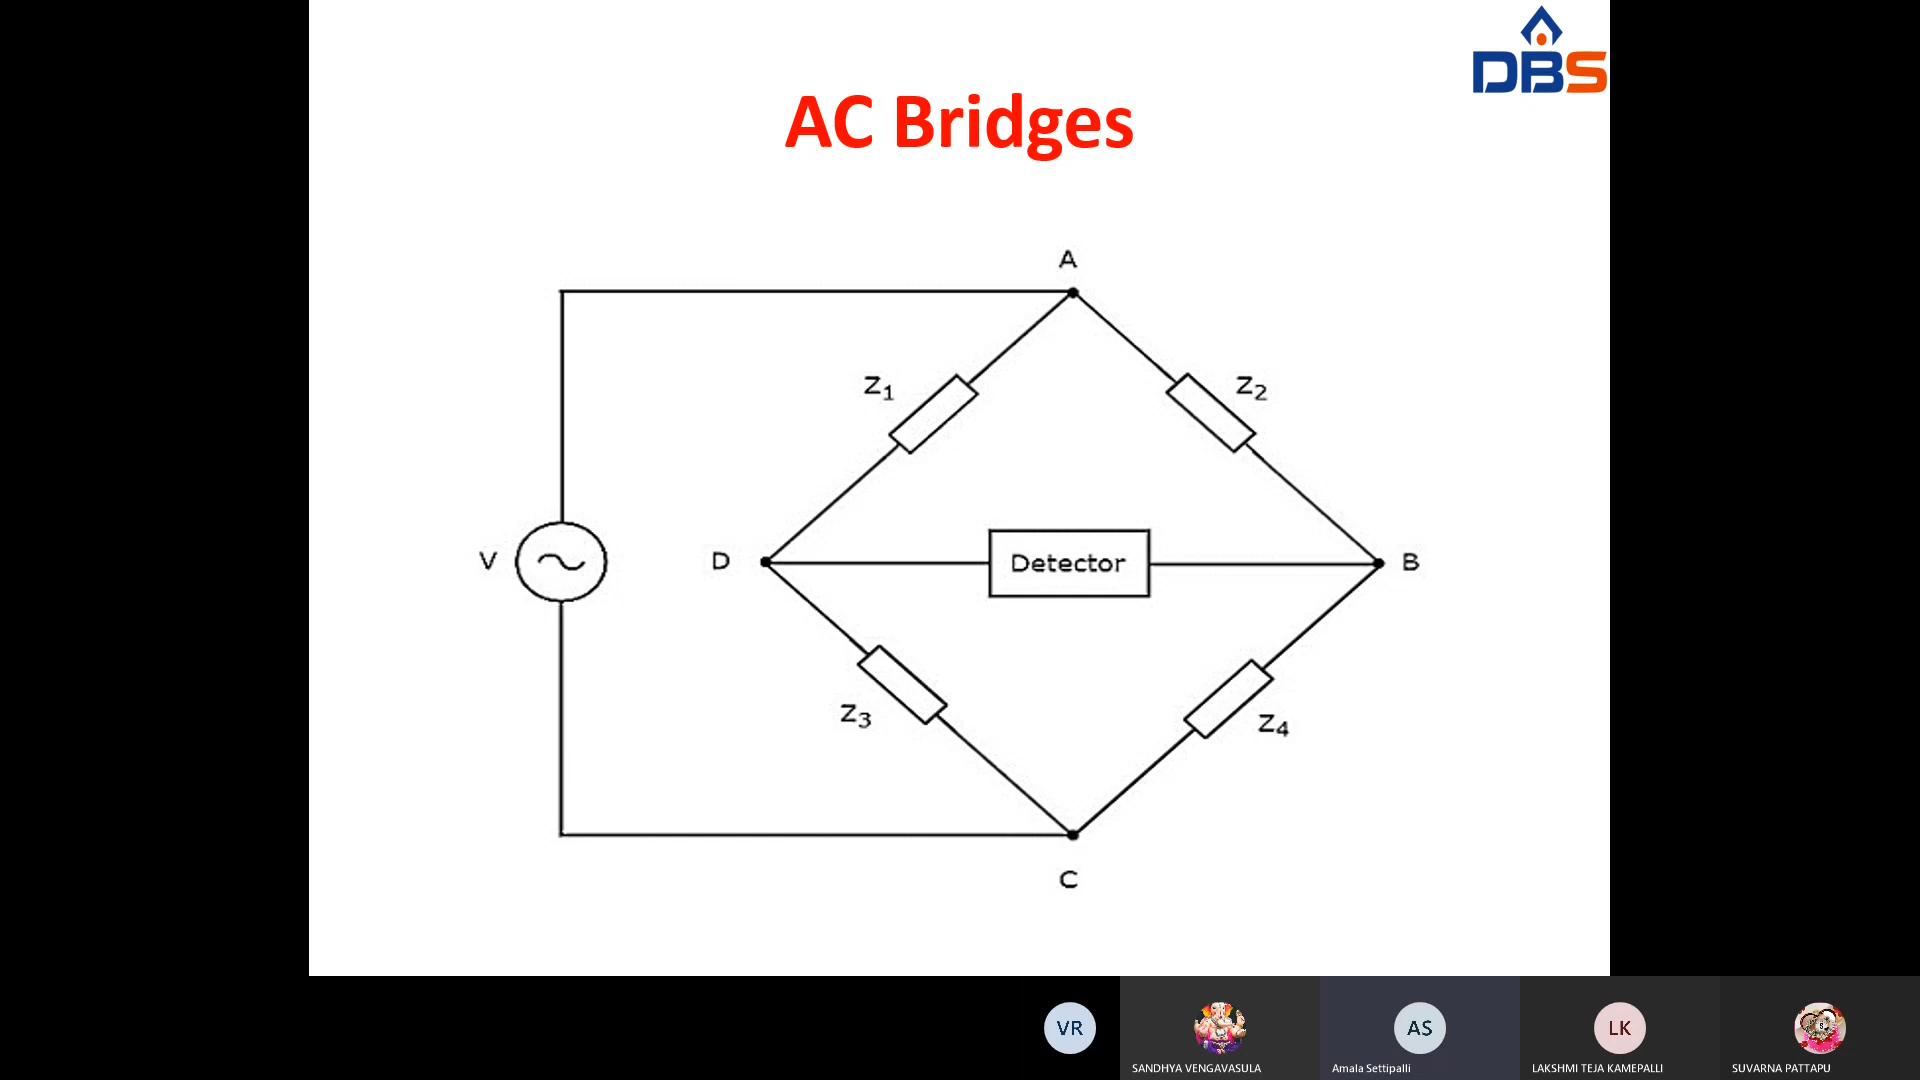 DBS
AC Bridges
A
Z1
Z2
V
D
Detector
B
Z3
Z4
C
VR
AS
LK
SANDHYA VENGAVASULA
Amala Settipalli
LAKSHMI TEJA KAMEPALLI
SUVARNA PATTAPU